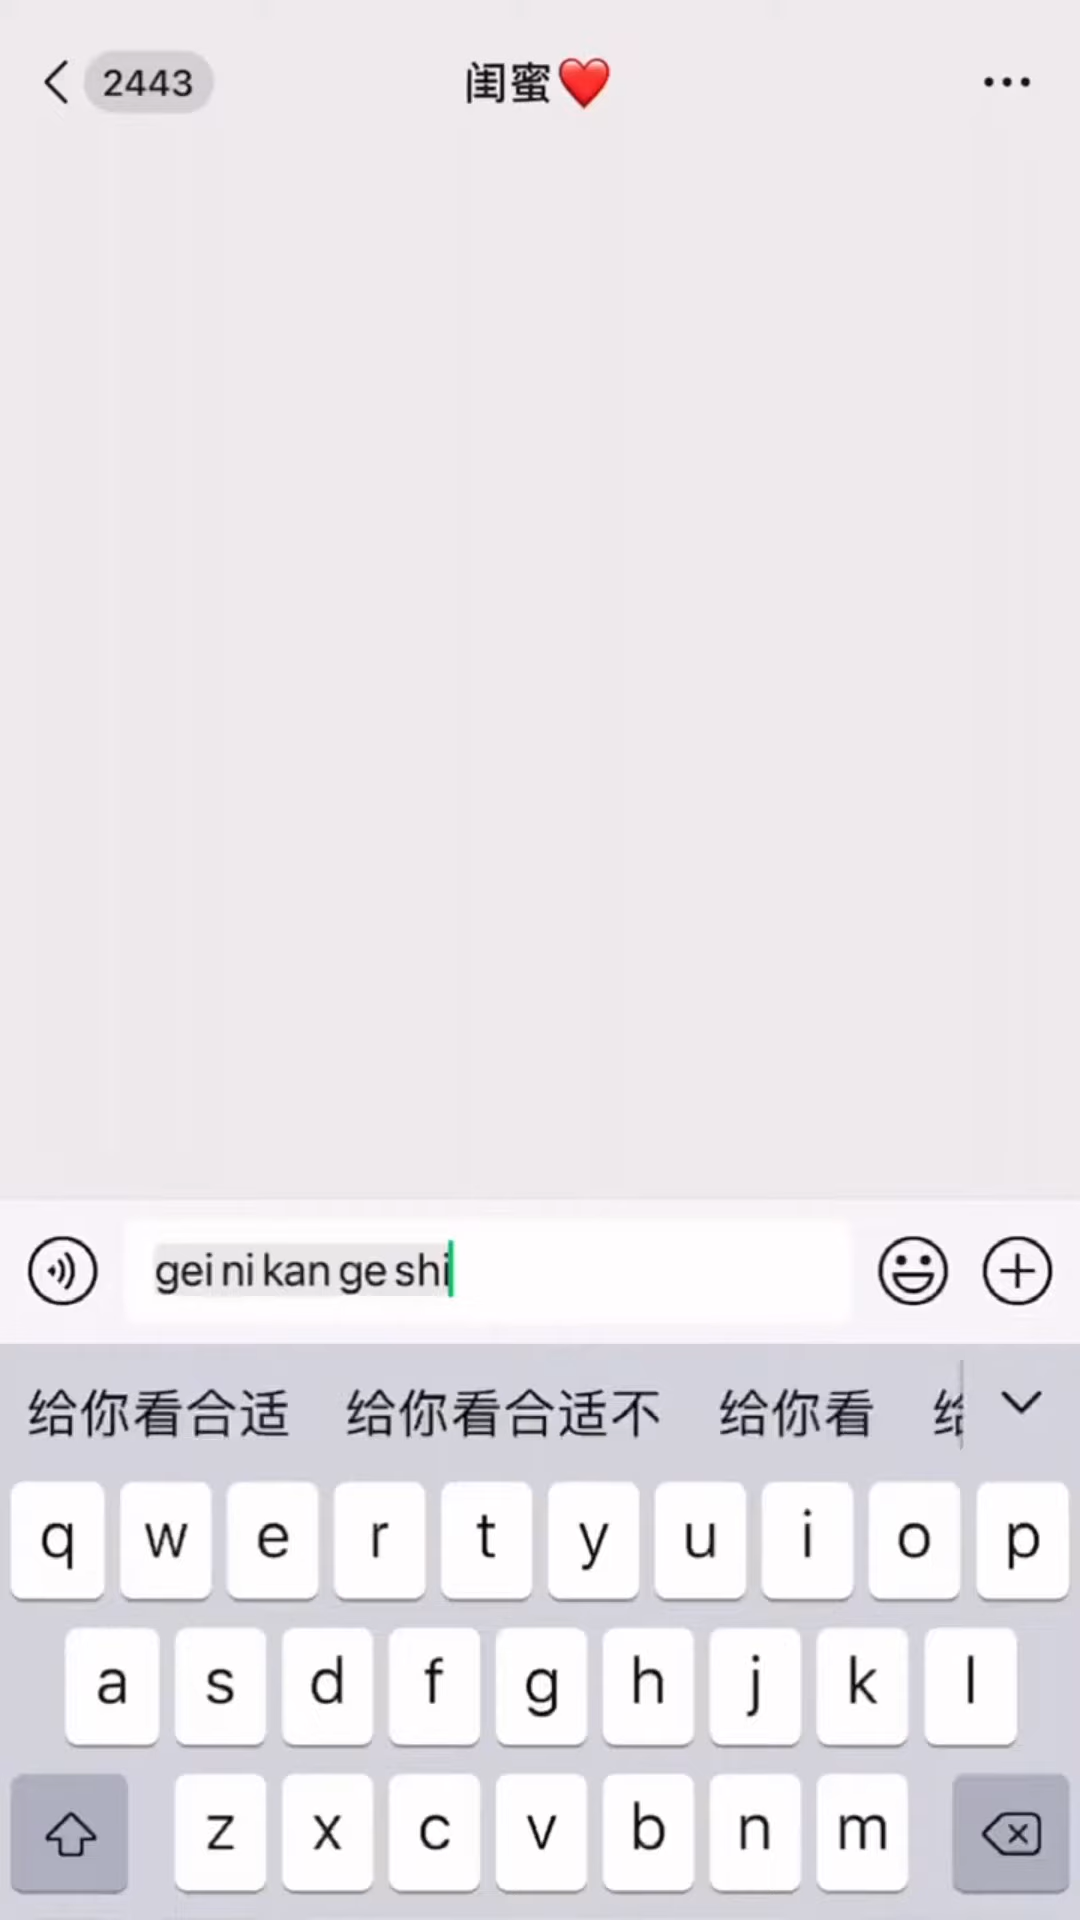 2443
闺蜜❤️
gei ni kan ge shi
给你看合适 给你看合适不 给你看
q w e r t y u i o p
a s d f g h j k l
z x c v b n m